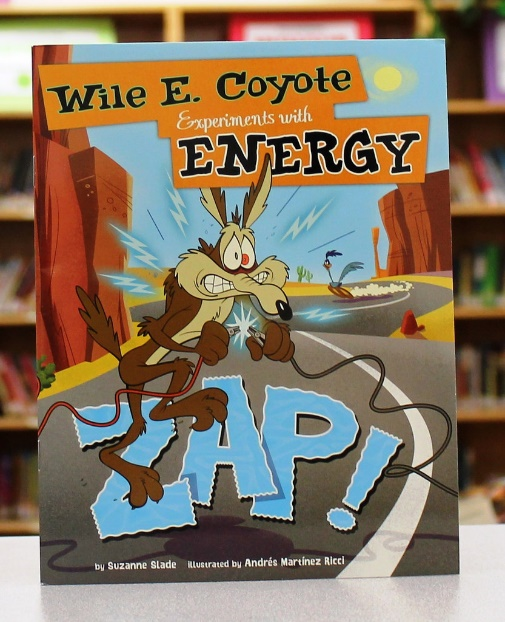 Wile E. Coyote
Experiments with
ENERGY
ZAP!
by Suzanne Slade illustrated by Andrés Martínez Ricci